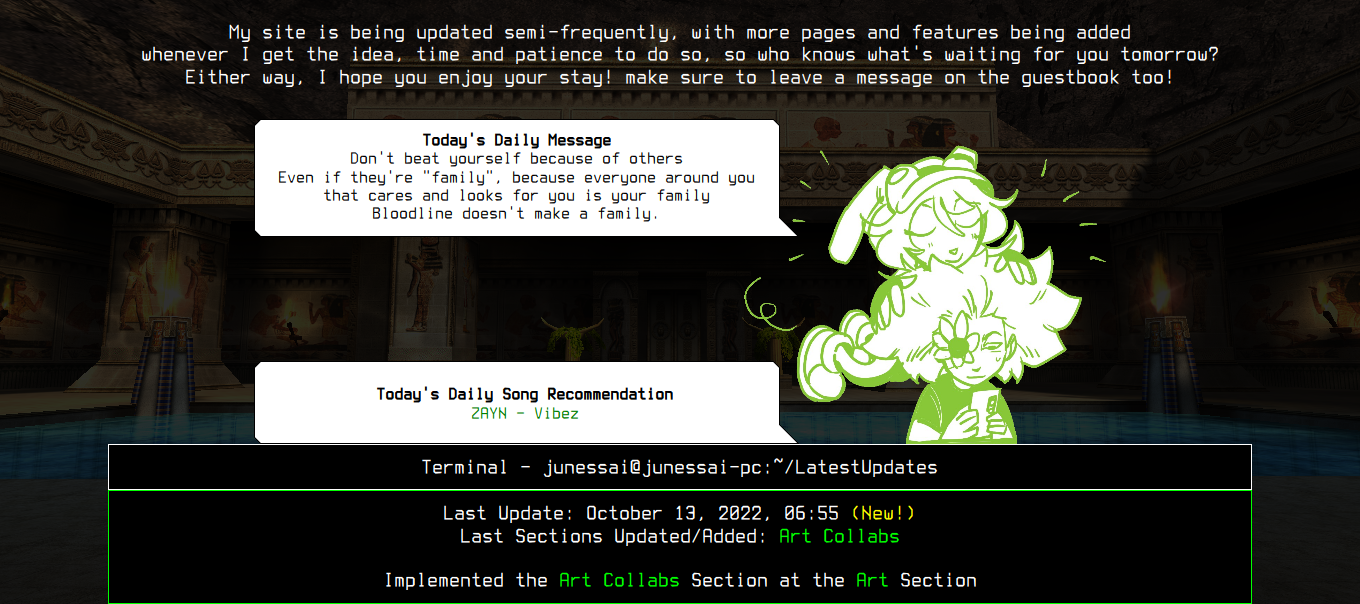 My site is being updated semi-frequently, with more pages and features being added
whenever I get the idea, time and patience to do so, so who knows what's waiting for you tomorrow?
Either way, I hope you enjoy your stay! make sure to leave a message on the guestbook too!
Today's Daily Message
Don't beat yourself because of others
Even if they're "family", because everyone around you
that cares and looks for you is your family
Bloodline doesn't make a family.
Today's Daily Song Recommendation
ZAYN - Vibez
Terminal - junessai@junessai-pc:~/LatestUpdates
Last Update: October 13, 2022, 06:55 (New!)
Last Sections Updated/Added: Art Collabs
Implemented the Art Collabs Section at the Art Section